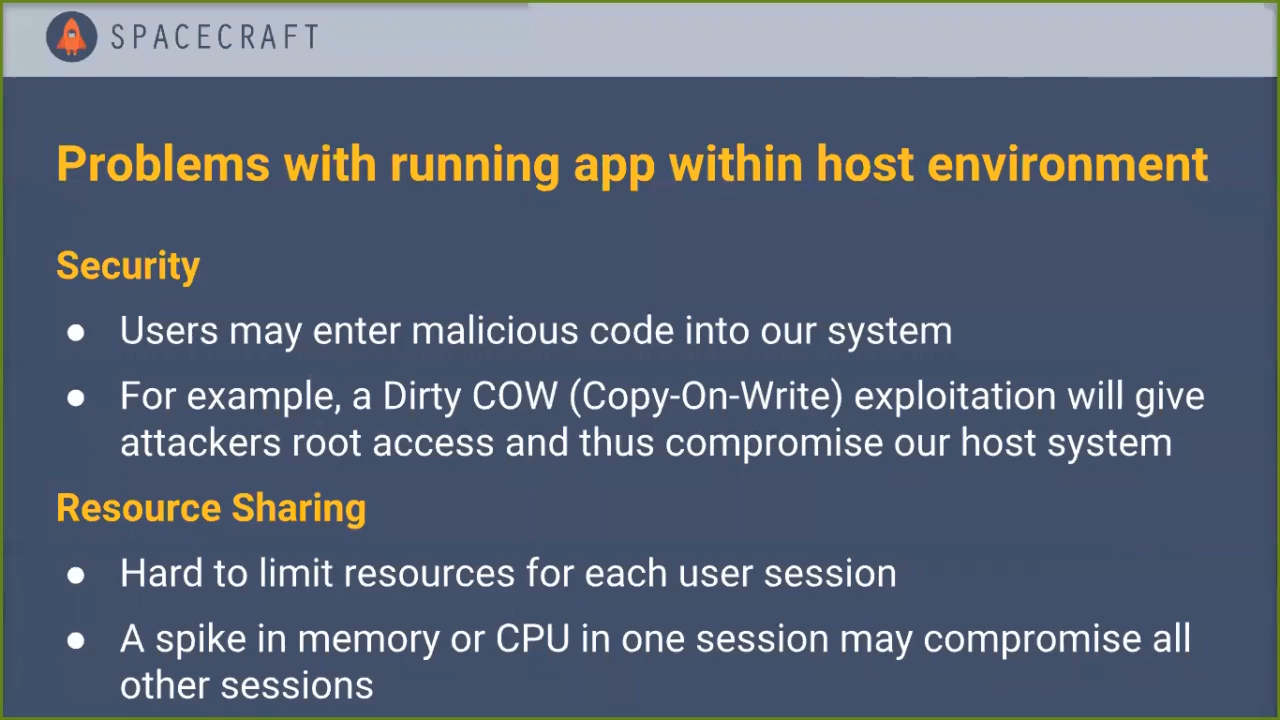 SPACECRAFT
Problems with running app within host environment
Security
● Users may enter malicious code into our system
● For example, a Dirty COW (Copy-On-Write) exploitation will give
attackers root access and thus compromise our host system
Resource Sharing
● Hard to limit resources for each user session
● A spike in memory or CPU in one session may compromise all
other sessions